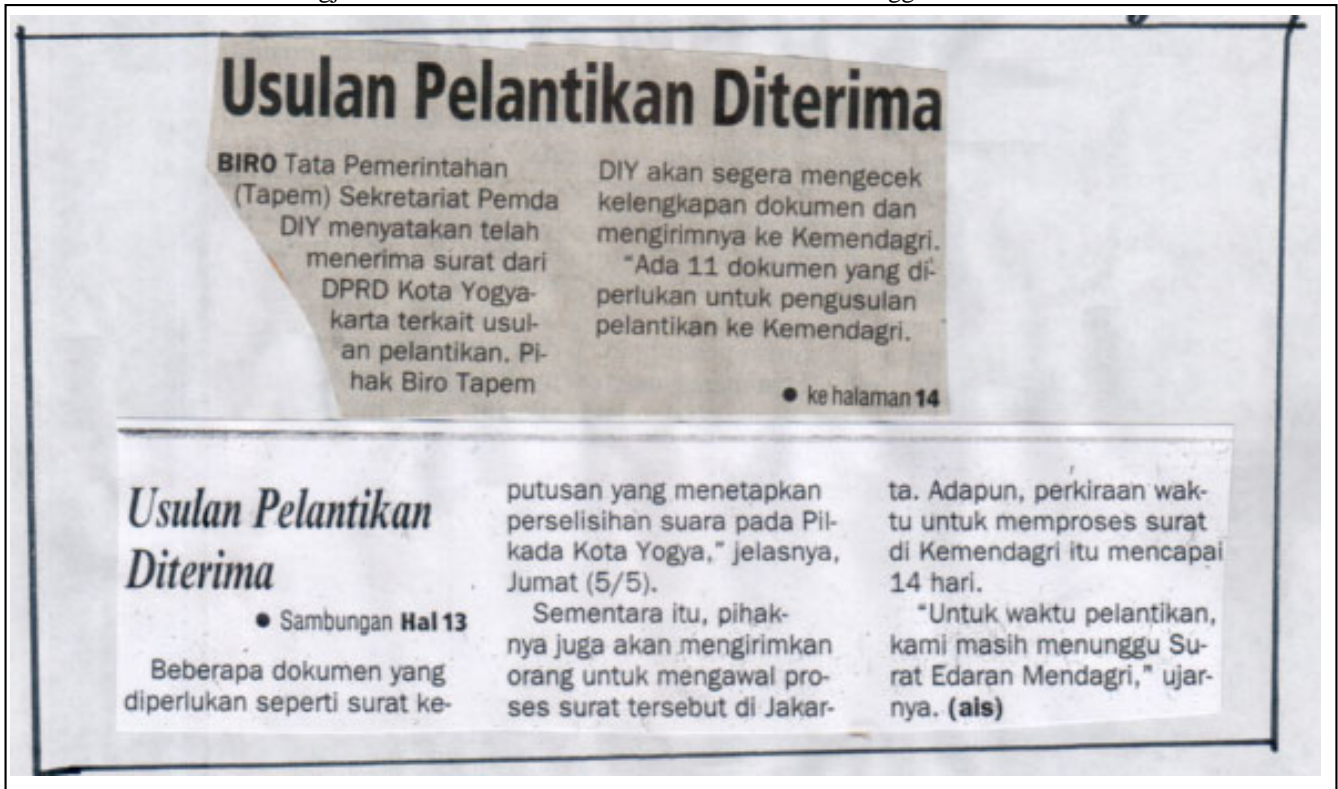 Usulan Pelantikan Diterima
BIRO Tata Pemerintahan
(Tapem) Sekretariat Pemda
DIY menyatakan telah
menerima surat dari
DPRD Kota Yogya-
karta terkait usul-
an pelantikan. Pi-
hak Biro Tapem
DIY akan segera mengecek
kelengkapan dokumen dan
mengirimnya ke Kemendagri.
"Ada 11 dokumen yang di-
perlukan untuk pengusulan
pelantikan ke Kemendagri.
● ke halaman 14
Usulan Pelantikan
Diterima
● Sambungan Hal 13
Beberapa dokumen yang
diperlukan seperti surat ke-
putusan yang menetapkan
perselisihan suara pada Pil-
kada Kota Yogya," jelasnya,
Jumat (5/5).
Sementara itu, pihak-
nya juga akan mengirimkan
orang untuk mengawal pro-
ses surat tersebut di Jakar-
ta. Adapun, perkiraan wak-
tu untuk memproses surat
di Kemendagri itu mencapai
14 hari.
"Untuk waktu pelantikan,
kami masih menunggu Su-
rat Edaran Mendagri," ujar-
nya. (ais)